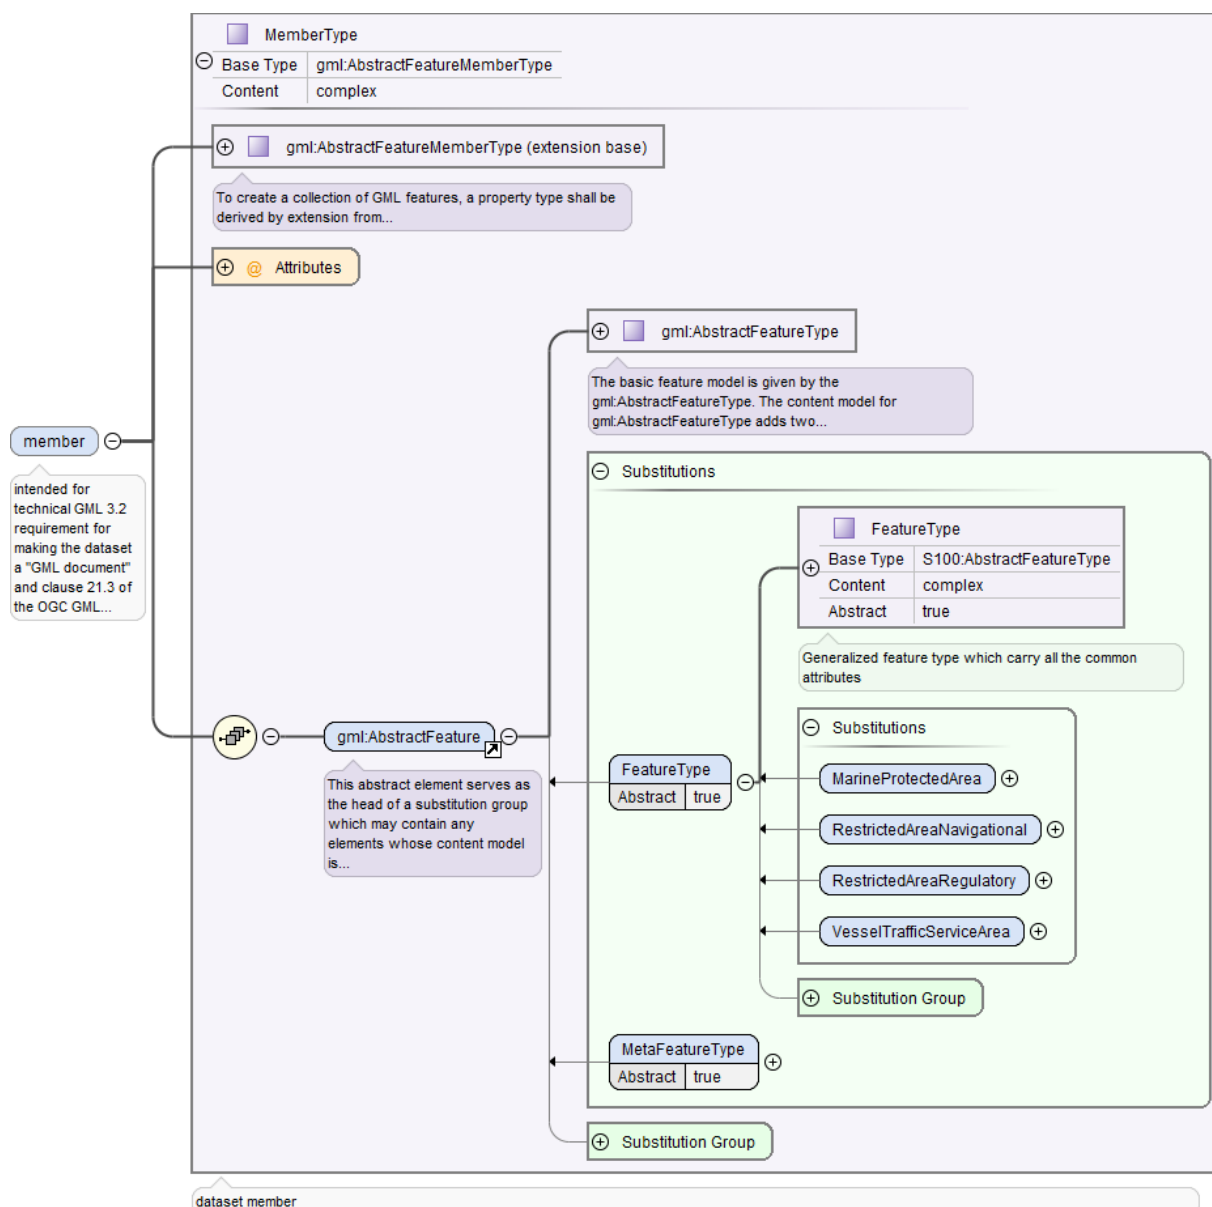 MemberType
Base Type gml:AbstractFeatureMemberType
Content complex
gml:AbstractFeatureMemberType (extension base)
To create a collection of GML features, a property type shall be
derived by extension from...
@ Attributes
gml:AbstractFeatureType
The basic feature model is given by the
gml:AbstractFeatureType. The content model for
gml:AbstractFeatureType adds two...
member
intended for
technical GML 3.2
requirement for
making the dataset
a "GML document"
and clause 21.3 of
the OGC GML...
Substitutions
FeatureType
Base Type S100:AbstractFeatureType
Content complex
Abstract true
Generalized feature type which carry all the common
attributes
gml:AbstractFeature
This abstract element serves as
the head of a substitution group
which may contain any
elements whose content model
is...
FeatureType
Abstract true
Substitutions
MarineProtectedArea
RestrictedAreaNavigational
RestrictedAreaRegulatory
VesselTrafficServiceArea
Substitution Group
MetaFeatureType
Abstract true
Substitution Group
dataset member